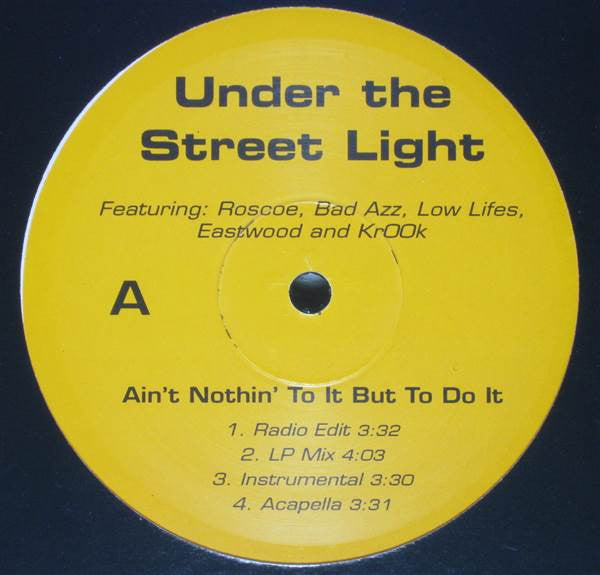 Under the
Street Light
Featuring: Roscoe, Bad Azz, Low Lifes,
Eastwood and KrOOk
A
Ain't Nothin' To It But To Do It
1. Radio Edit 3:32
2. LP Mix 4:03
3. Instrumental 3:30
4. Acapella 3:31